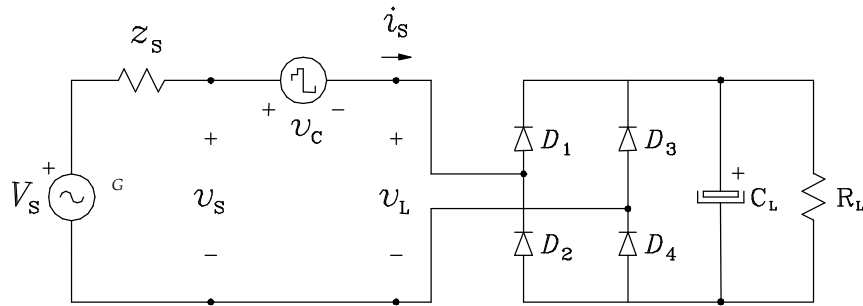 i_S
z_S
+ v_C −
+ + D_1 D_3 +
+ V_S G v_S v_L C_L R_L
− − D_2 D_4